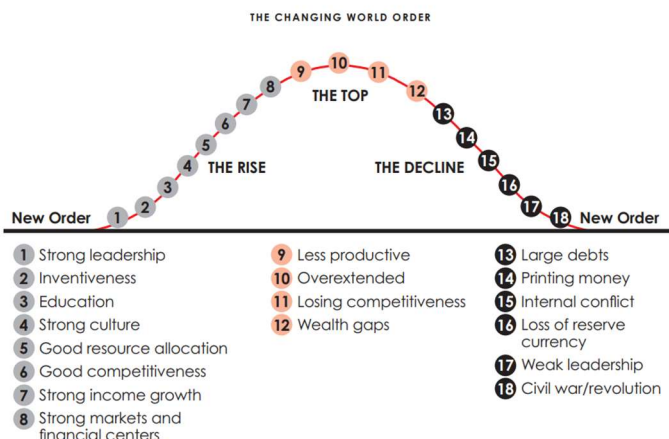 THE CHANGING WORLD ORDER
10
9
11
8
12
THE TOP
7
13
6
14
5
15
4
THE RISE
THE DECLINE
3
16
2
17
New Order
1
18
New Order
1 Strong leadership
2 Inventiveness
3 Education
4 Strong culture
5 Good resource allocation
6 Good competitiveness
7 Strong income growth
8 Strong markets and
financial centers
9 Less productive
10 Overextended
11 Losing competitiveness
12 Wealth gaps
13 Large debts
14 Printing money
15 Internal conflict
16 Loss of reserve
currency
17 Weak leadership
18 Civil war/revolution